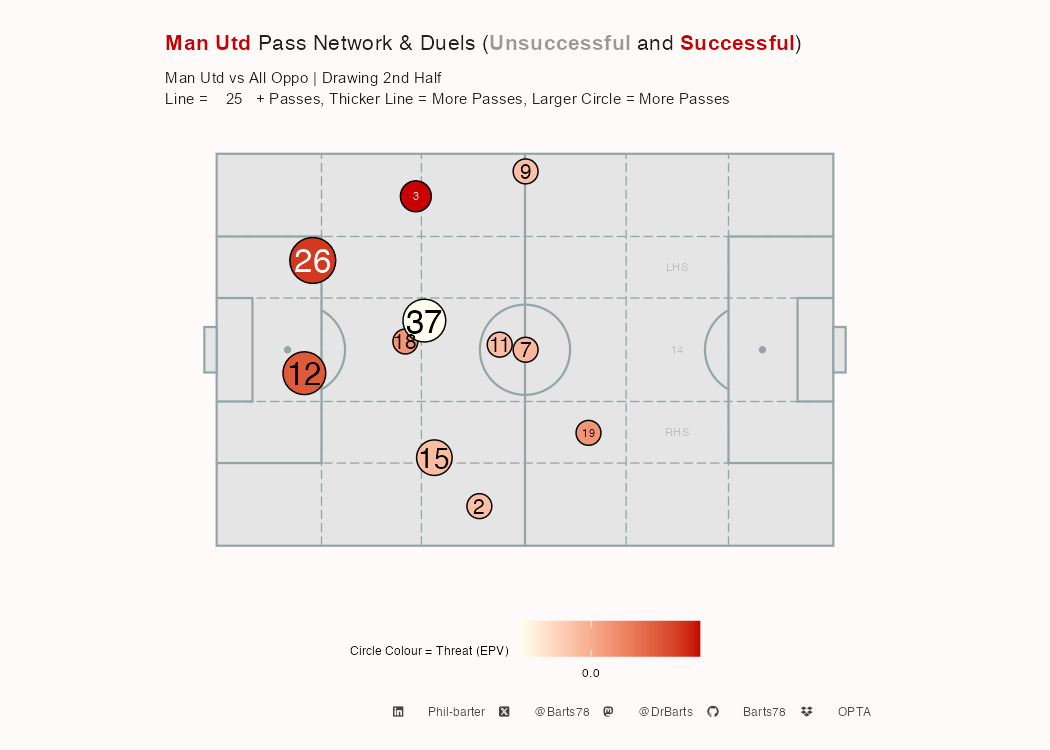 Man Utd Pass Network & Duels (Unsuccessful and Successful)
Man Utd vs All Oppo | Drawing 2nd Half
Line = 25 + Passes, Thicker Line = More Passes, Larger Circle = More Passes
9
3
26
LHS
37
18
11
7
14
12
19
RHS
15
2
Circle Colour = Threat (EPV)
0.0
Phil-barter @Barts78 @DrBarts Barts78 OPTA